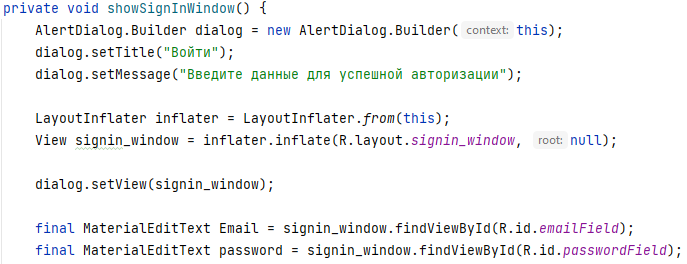 private void showSignInWindow() {
AlertDialog.Builder dialog = new AlertDialog.Builder( context: this);
dialog.setTitle("Войти");
dialog.setMessage("Введите данные для успешной авторизации");
LayoutInflater inflater = LayoutInflater.from(this);
View signin_window = inflater.inflate(R.layout.signin_window, root: null);
dialog.setView(signin_window);
final MaterialEditText Email = signin_window.findViewById(R.id.emailField);
final MaterialEditText password = signin_window.findViewById(R.id.passwordField);